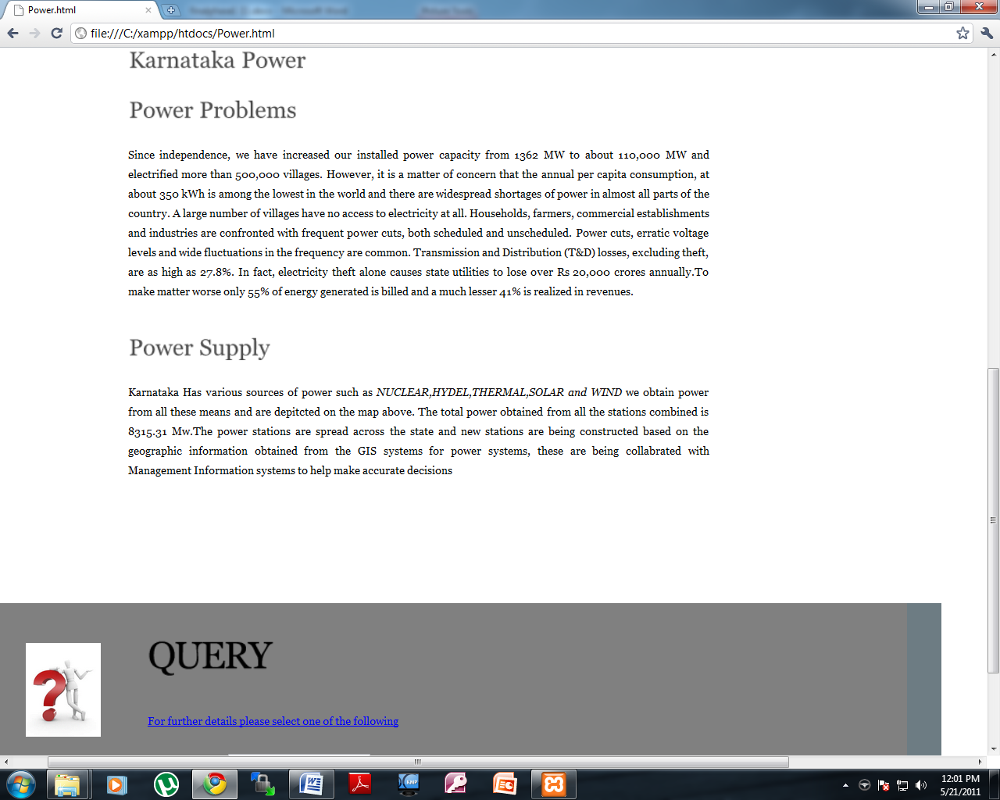 Power.html
file:///C:/xampp/htdocs/Power.html
Karnataka Power
Power Problems
Since independence, we have increased our installed power capacity from 1362 MW to about 110,000 MW and
electrified more than 500,000 villages. However, it is a matter of concern that the annual per capita consumption, at
about 350 kWh is among the lowest in the world and there are widespread shortages of power in almost all parts of the
country. A large number of villages have no access to electricity at all. Households, farmers, commercial establishments
and industries are confronted with frequent power cuts, both scheduled and unscheduled. Power cuts, erratic voltage
levels and wide fluctuations in the frequency are common. Transmission and Distribution (T&D) losses, excluding theft,
are as high as 27.8%. In fact, electricity theft alone causes state utilities to lose over Rs 20,000 crores annually.To
make matter worse only 55% of energy generated is billed and a much lesser 41% is realized in revenues.
Power Supply
Karnataka Has various sources of power such as NUCLEAR,HYDEL,THERMAL,SOLAR and WIND we obtain power
from all these means and are depitcted on the map above. The total power obtained from all the stations combined is
8315.31 Mw.The power stations are spread across the state and new stations are being constructed based on the
geographic information obtained from the GIS systems for power systems, these are being collabrated with
Management Information systems to help make accurate decisions
QUERY
For further details please select one of the following
KMP
12:01 PM
5/21/2011